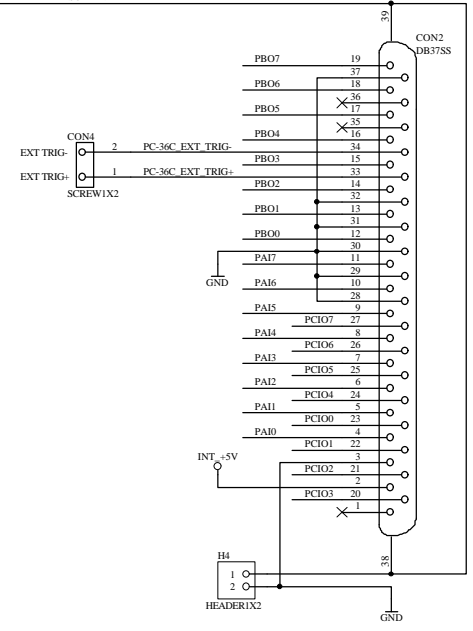 39
CON2
DB37SS
PBO7 19
37
PBO6 18
36
PBO5 17
35
CON4
PBO4 16
EXT TRIG- 2 PC-36C_EXT_TRIG- 34
PBO3 15
EXT TRIG+ 1 PC-36C_EXT_TRIG+ 33
SCREW1X2
PBO2 14
32
PBO1 13
31
PBO0 12
30
PAI7 11
29
GND
PAI6 10
28
PAI5 9
PCIO7 27
PAI4 8
PCIO6 26
PAI3 7
PCIO5 25
PAI2 6
PCIO4 24
PAI1 5
PCIO0 23
PAI0 4
PCIO1 22
INT_+5V
3
PCIO2 21
2
PCIO3 20
1
38
H4
1
2
HEADER1X2
GND